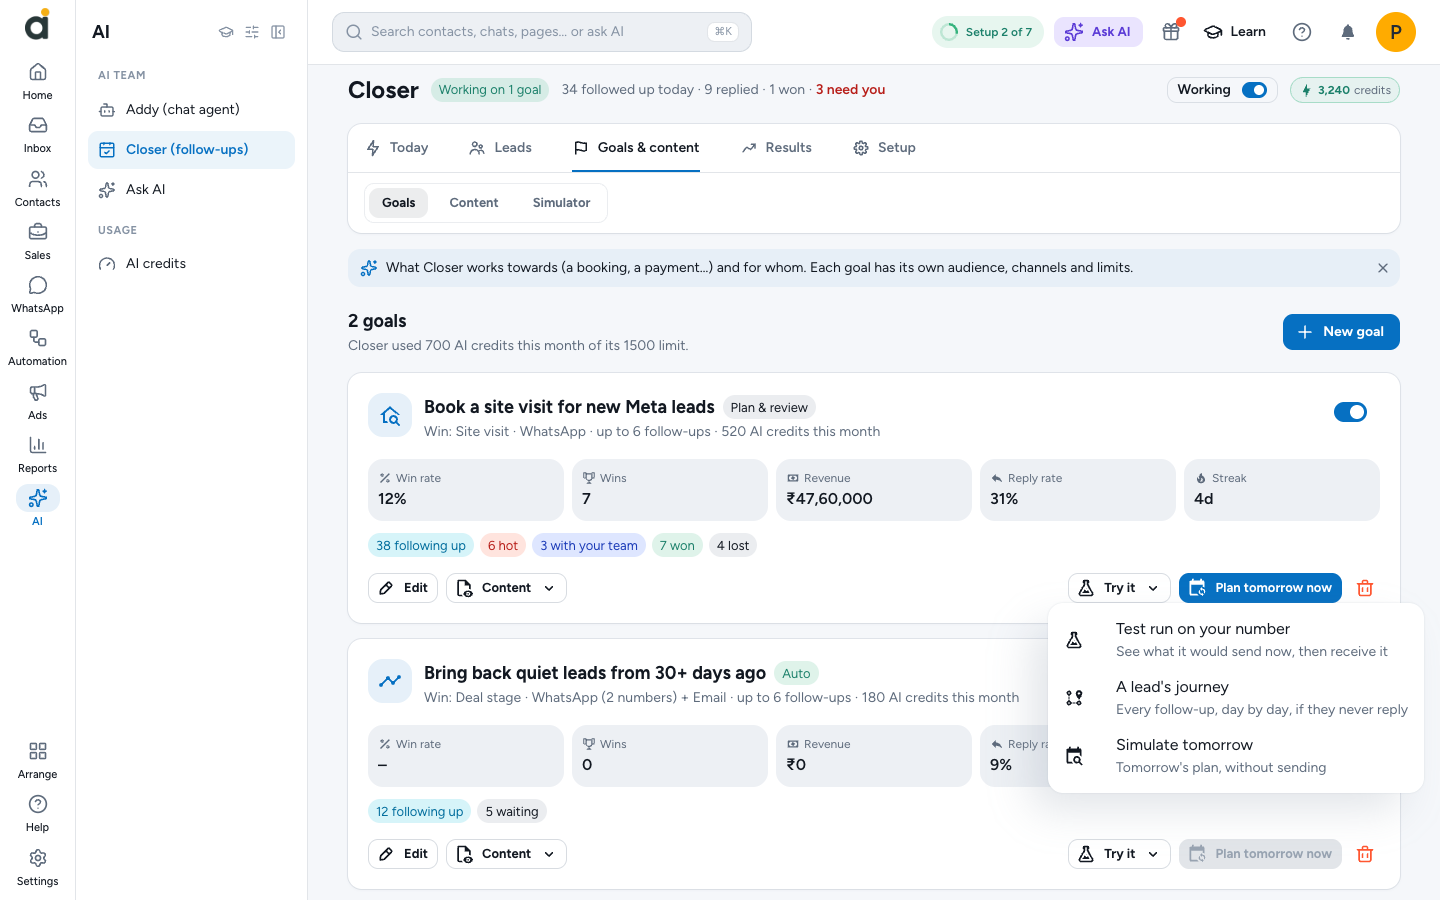 Home
Inbox
Contacts
Sales
WhatsApp
Automation
Ads
Reports
AI
Arrange
Help
Settings
AI
AI TEAM
Addy (chat agent)
Closer (follow-ups)
Ask AI
USAGE
AI credits
Search contacts, chats, pages... or ask AI
⌘K
Setup 2 of 7
Ask AI
Learn
P
Closer
Working on 1 goal
34 followed up today · 9 replied · 1 won · 3 need you
Working
3,240 credits
Today
Leads
Goals & content
Results
Setup
Goals
Content
Simulator
What Closer works towards (a booking, a payment...) and for whom. Each goal has its own audience, channels and limits.
2 goals
Closer used 700 AI credits this month of its 1500 limit.
New goal
Book a site visit for new Meta leads
Plan & review
Win: Site visit · WhatsApp · up to 6 follow-ups · 520 AI credits this month
Win rate
12%
Wins
7
Revenue
₹47,60,000
Reply rate
31%
Streak
4d
38 following up
6 hot
3 with your team
7 won
4 lost
Edit
Content
Try it
Plan tomorrow now
Test run on your number
See what it would send now, then receive it
A lead's journey
Every follow-up, day by day, if they never reply
Simulate tomorrow
Tomorrow's plan, without sending
Bring back quiet leads from 30+ days ago
Auto
Win: Deal stage · WhatsApp (2 numbers) + Email · up to 6 follow-ups · 180 AI credits this month
Win rate
–
Wins
0
Revenue
₹0
Reply
9%
12 following up
5 waiting
Edit
Content
Try it
Plan tomorrow now